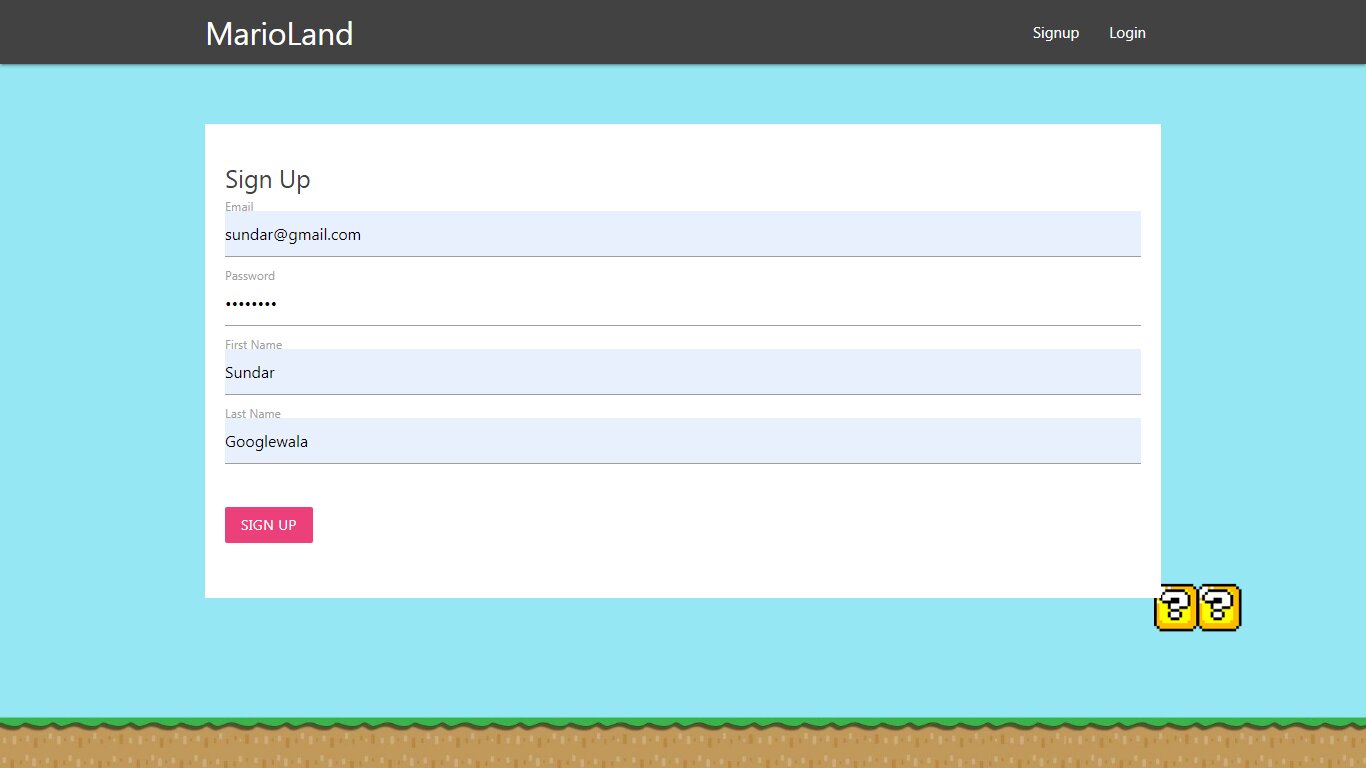 MarioLand
Signup Login
Sign Up
Email
sundar@gmail.com
Password
••••••••
First Name
Sundar
Last Name
Googlewala
SIGN UP
? ?